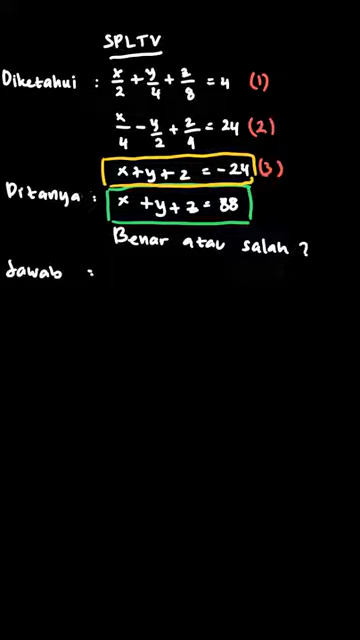 SPLTV
Diketahui : x/2 + y/4 + z/8 = 4 (1)
x/4 - y/2 + z/4 = 24 (2)
x + y + z = -24 (3)
Ditanya : x + y + z = 88
Benar atau salah ?
Jawab :